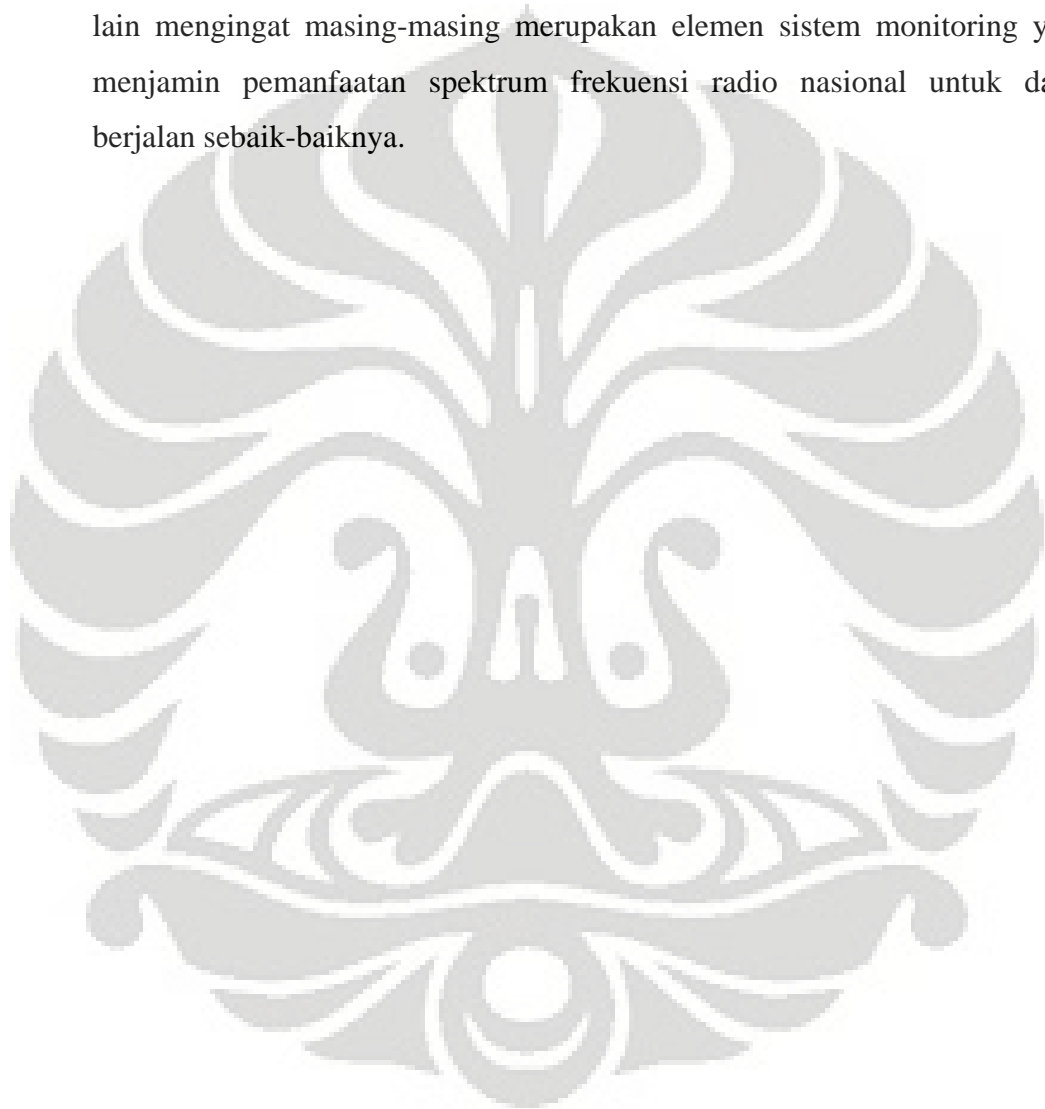 lain mengingat masing-masing merupakan elemen sistem monitoring
menjamin pemanfaatan spektrum frekuensi radio nasional untuk
berjalan sebaik-baiknya.